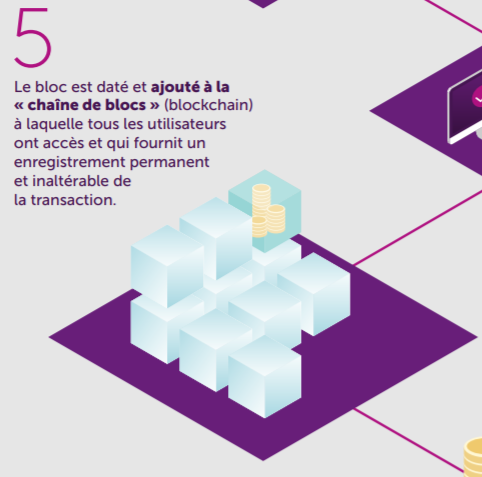 5
Le bloc est daté et ajouté à la
« chaîne de blocs » (blockchain)
à laquelle tous les utilisateurs
ont accès et qui fournit un
enregistrement permanent
et inaltérable de
la transaction.